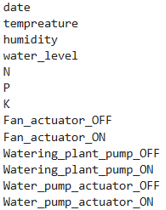 date
tempreature
humidity
water_level
N
P
K
Fan_actuator_OFF
Fan_actuator_ON
Watering_plant_pump_OFF
Watering_plant_pump_ON
Water_pump_actuator_OFF
Water_pump_actuator_ON